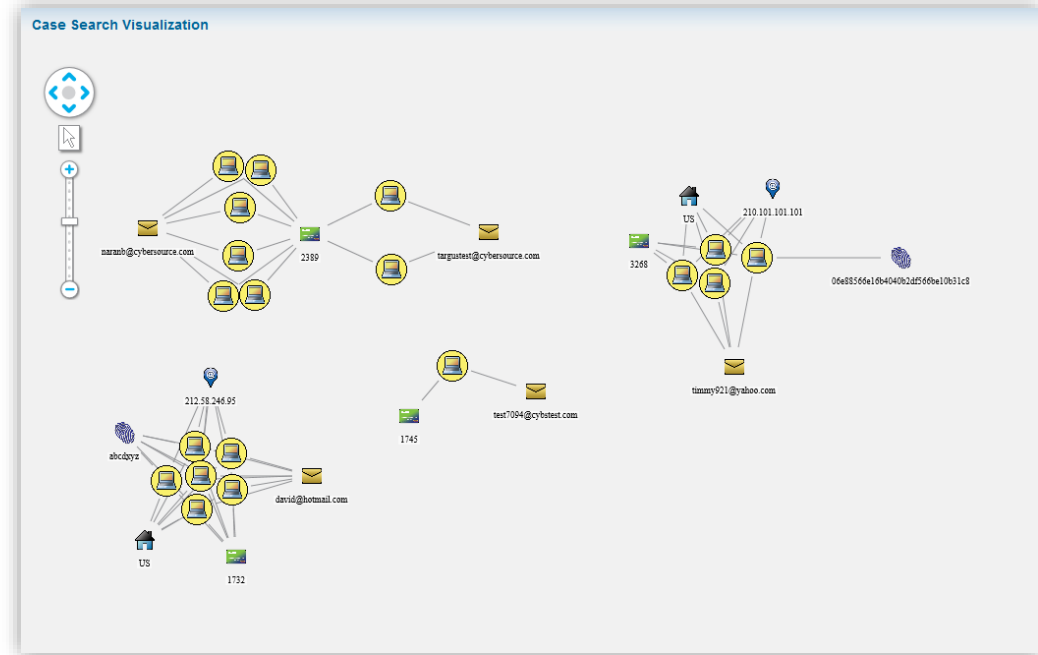 Case Search Visualization
naranb@cybersource.com
2389
targustest@cybersource.com
US
210.101.101.101
3268
06e88566e16b4040b2df566be10b31c8
timmy921@yahoo.com
212.58.246.95
abcdxyz
david@hotmail.com
US
1732
1745
test7094@cybstest.com